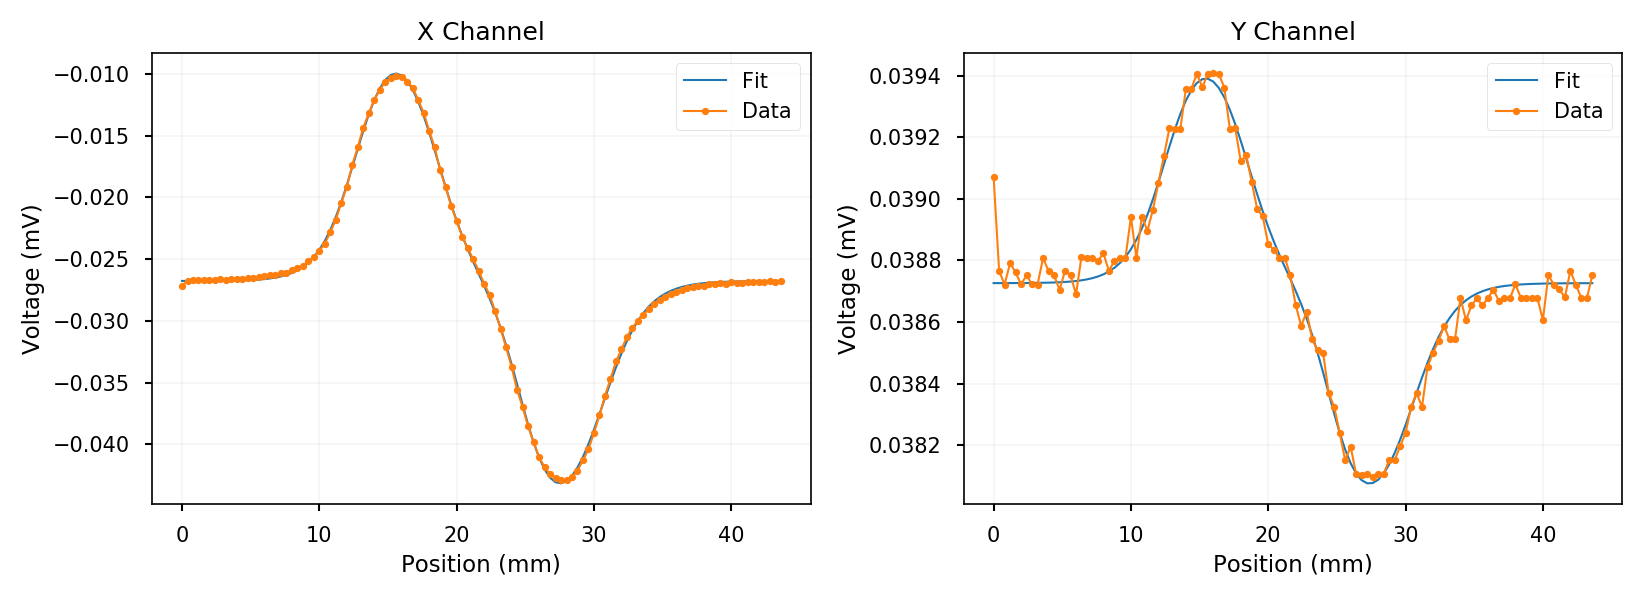 X Channel
Voltage (mV)
−0.010
−0.015
−0.020
−0.025
−0.030
−0.035
−0.040
Fit
Data
0
10
20
30
40
Position (mm)
Y Channel
Voltage (mV)
0.0394
0.0392
0.0390
0.0388
0.0386
0.0384
0.0382
Fit
Data
0
10
20
30
40
Position (mm)